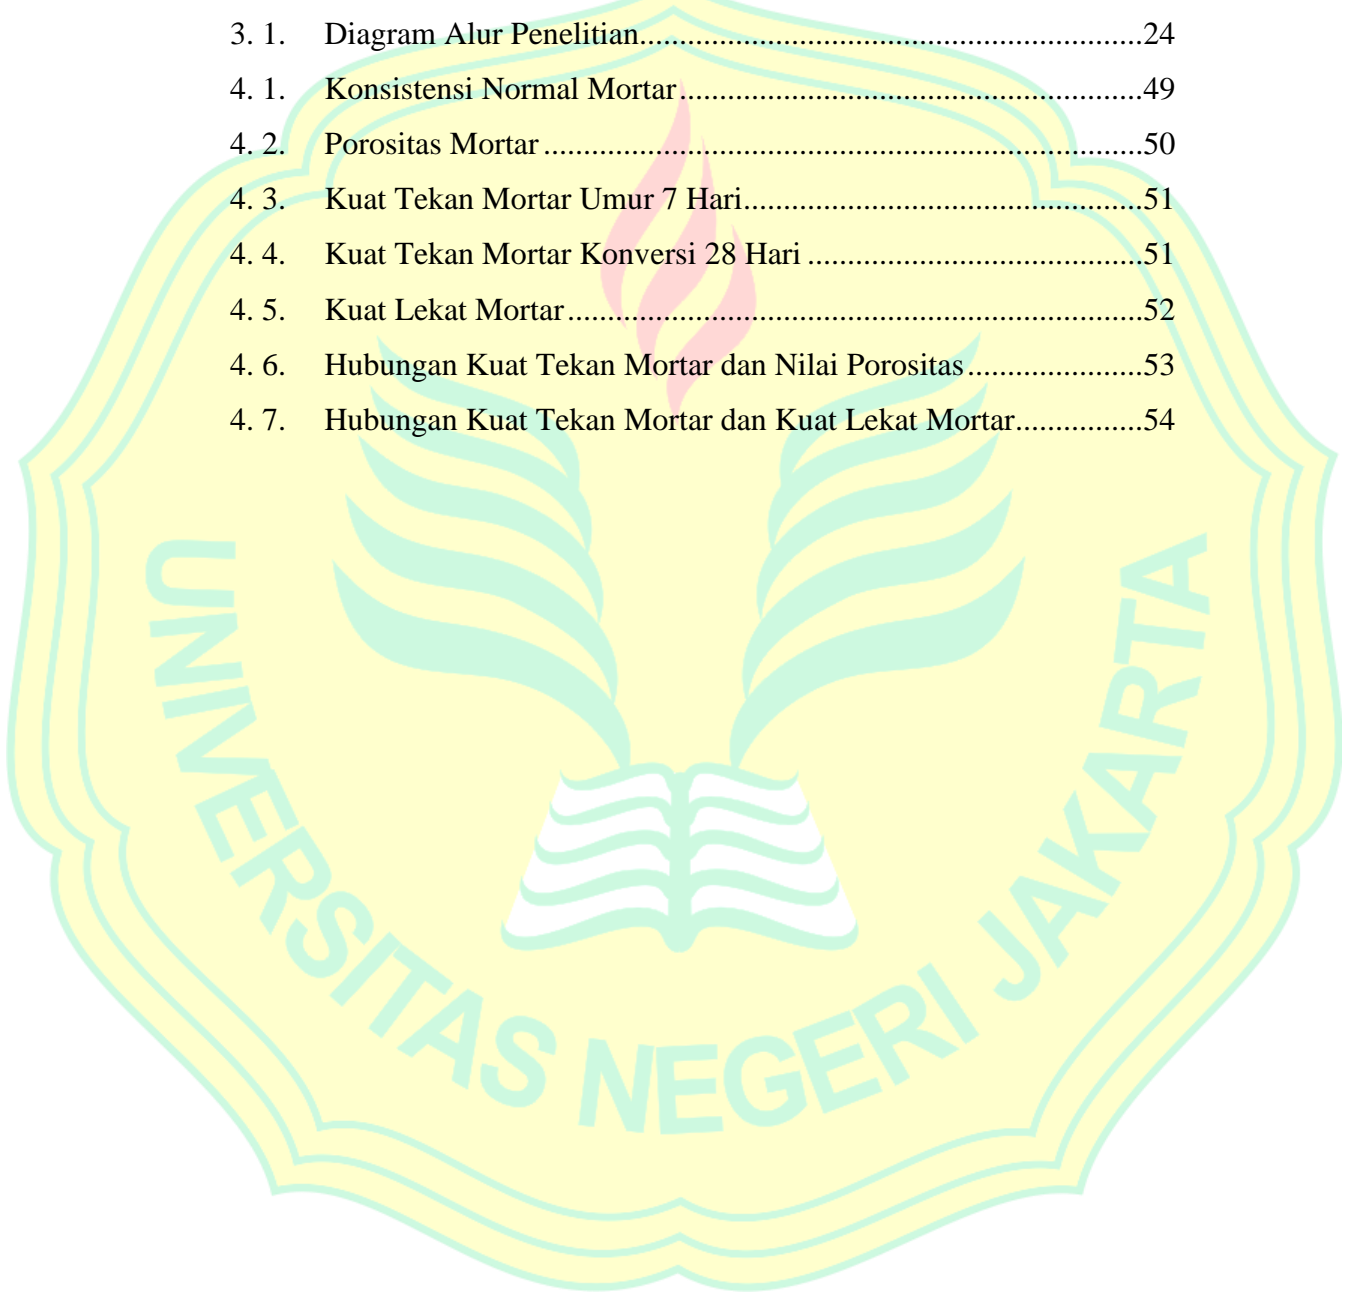 3. 1. Diagram Alur Penelitian..............................................................24
4. 1. Konsistensi Normal Mortar.........................................................49
4. 2. Porositas Mortar..........................................................................50
4. 3. Kuat Tekan Mortar Umur 7 Hari.................................................51
4. 4. Kuat Tekan Mortar Konversi 28 Hari.........................................51
4. 5. Kuat Lekat Mortar.......................................................................52
4. 6. Hubungan Kuat Tekan Mortar dan Nilai Porositas......................53
4. 7. Hubungan Kuat Tekan Mortar dan Kuat Lekat Mortar................54
UNIVERSITAS NEGERI JAKARTA